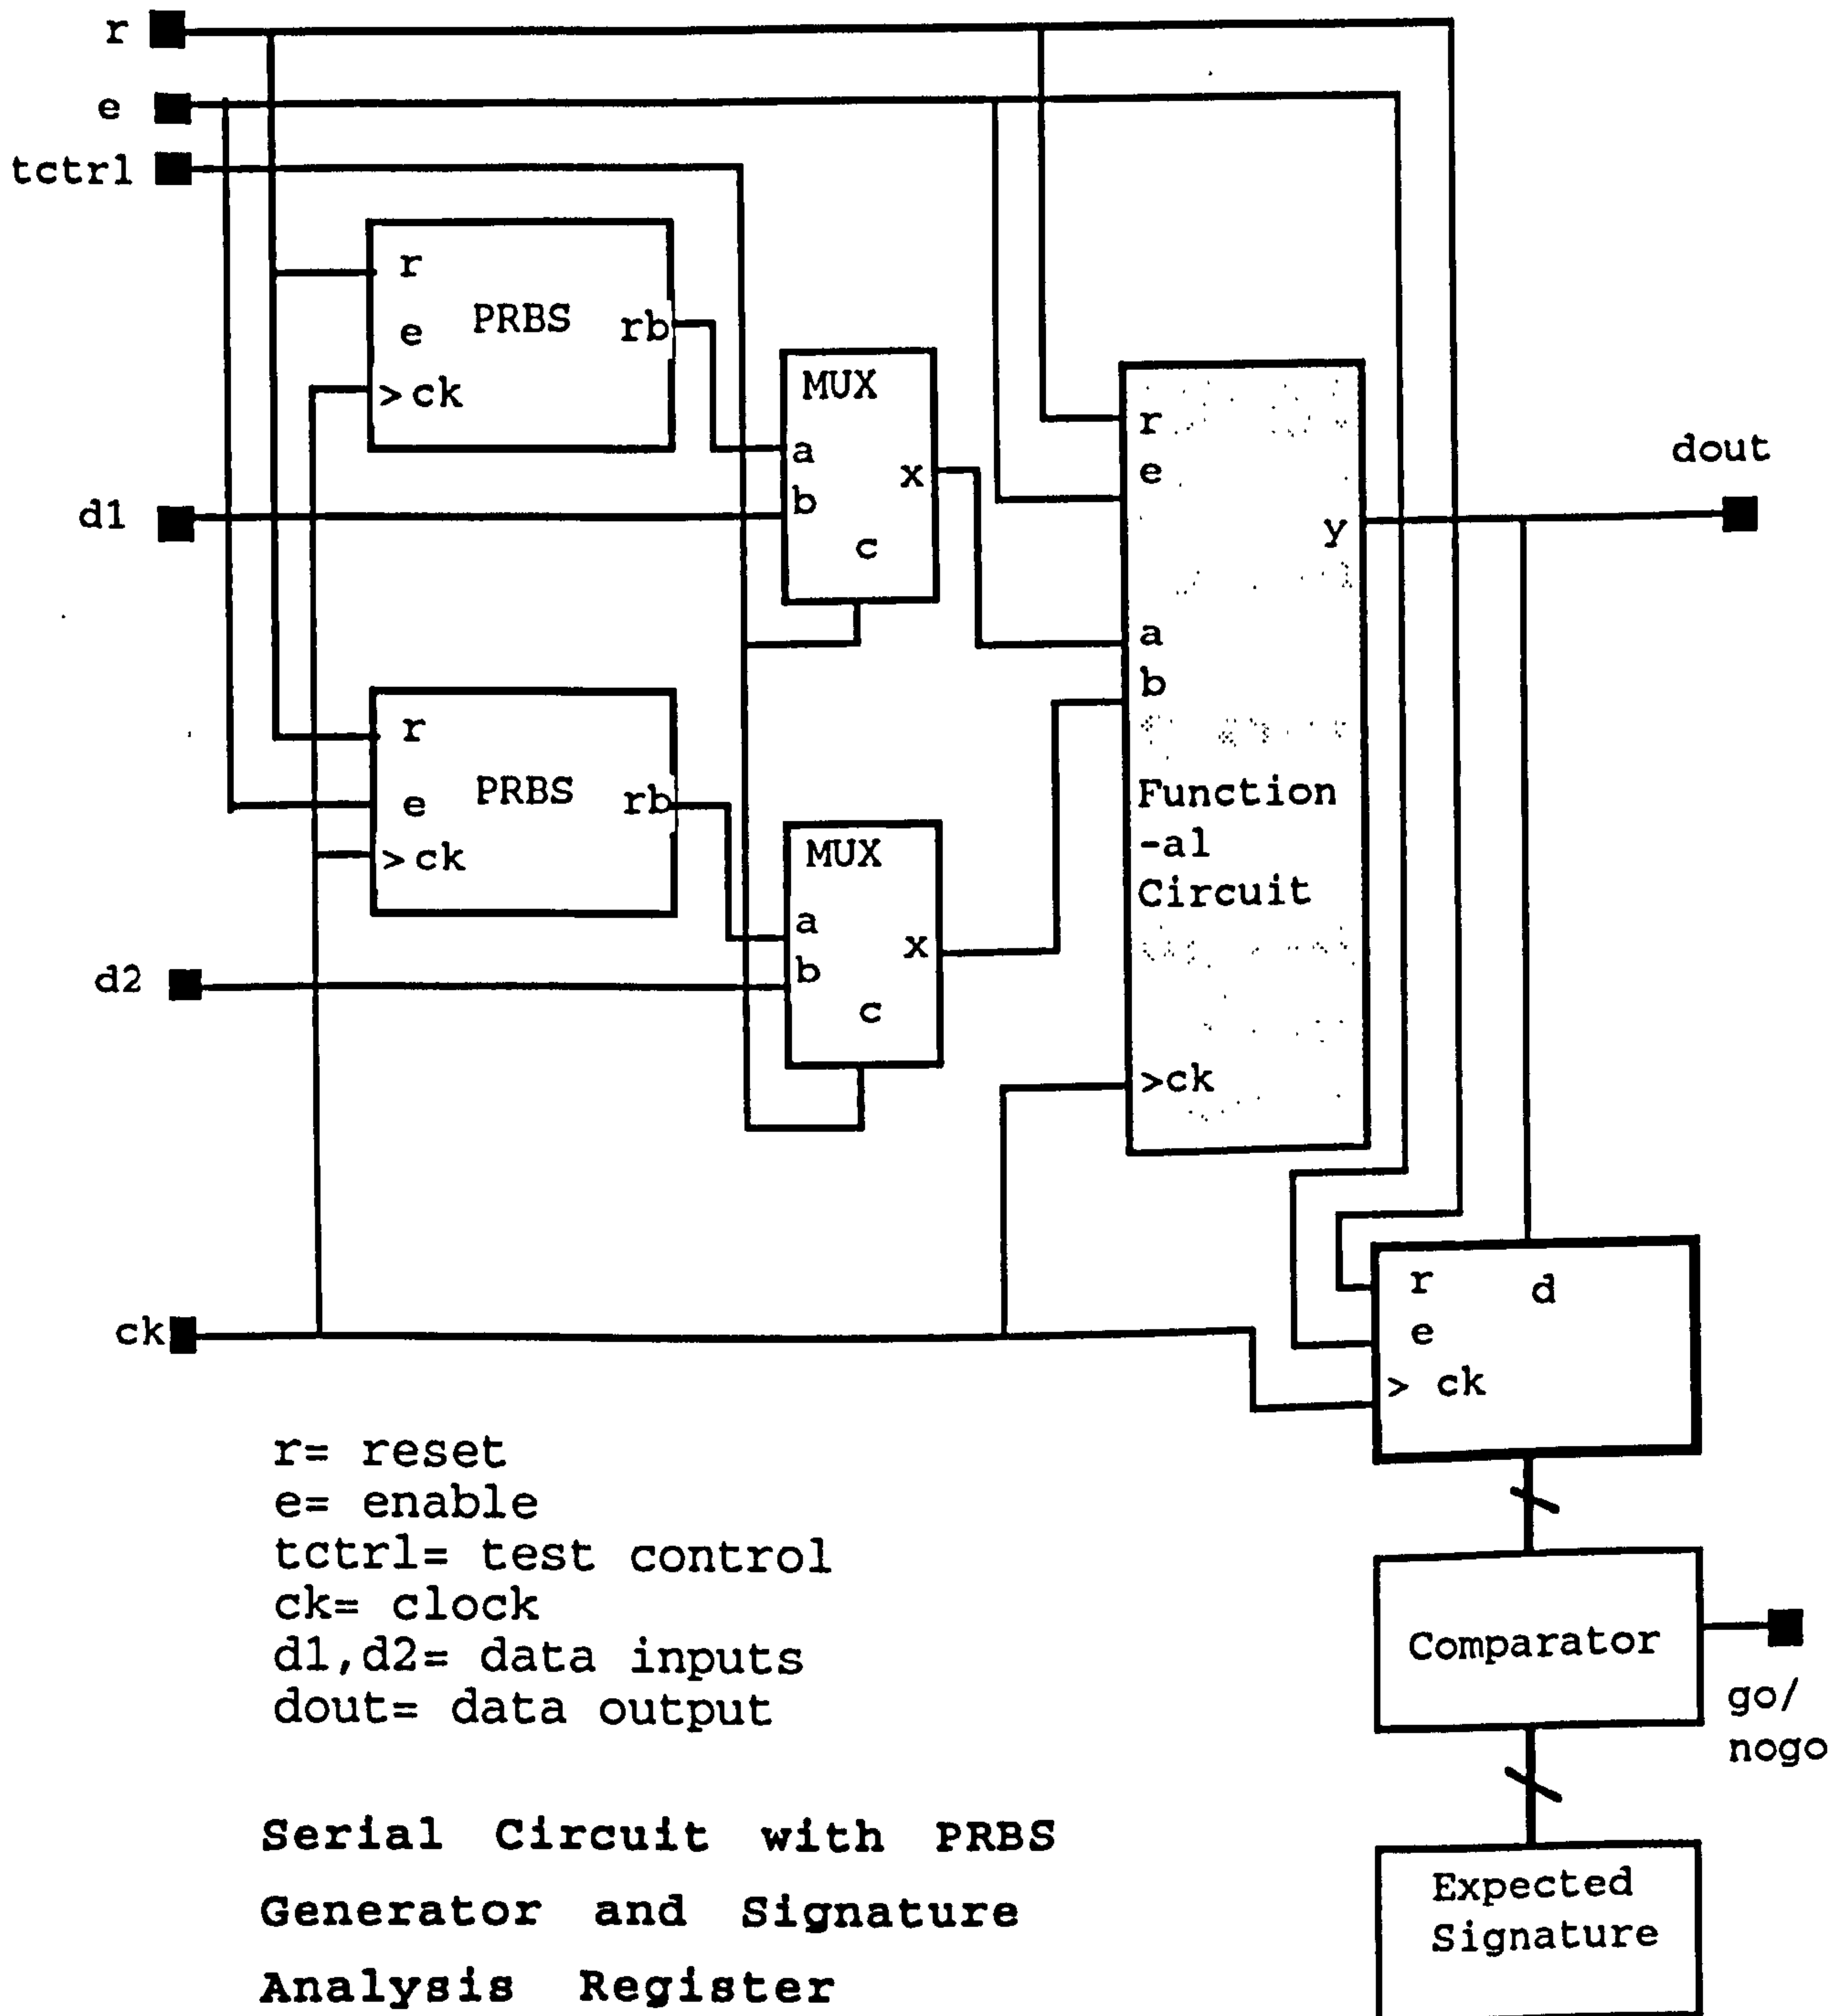 r
e
tctrl
r
e
PRBS
rb
>ck
MUX
a
b
x
c
d1
r
e
y
dout
a
b
r
e
PRBS
rb
>ck
Function
-al
Circuit
MUX
a
b
x
c
d2
>ck
ck
r
d
e
> ck
r= reset
e= enable
tctrl= test control
ck= clock
d1,d2= data inputs
dout= data output
Comparator
go/
nogo
Serial Circuit with PRBS
Generator and Signature
Analysis Register
Expected
Signature